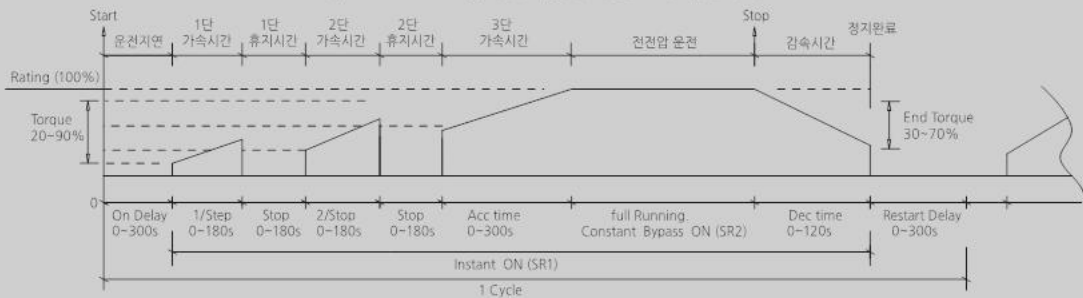 Start
Stop
운전지연
1단
가속시간
1단
휴지시간
2단
가속시간
2단
휴지시간
3단
가속시간
전전압 운전
감속시간
정지완료
Rating (100%)
Torque
20~90%
End Torque
30~70%
0
On Delay
0~300s
1/Step
0~180s
Stop
0~180s
2/Stop
0~180s
Stop
0~180s
Acc time
0~300s
full Running.
Constant Bypass ON (SR2)
Dec time
0~120s
Restart Delay
0~300s
Instant ON (SR1)
1 Cycle